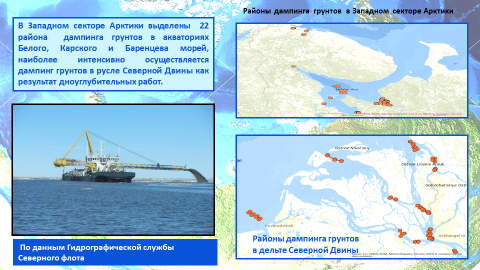 Районы дампинга грунтов в Западном секторе Арктики
В Западном секторе Арктики выделены 22
района дампинга грунтов в акваториях
Белого, Карского и Баренцева морей,
наиболее интенсивно осуществляется
дампинг грунтов в русле Северной Двины как
результат дноуглубительных работ.
По данным Гидрографической службы
Северного флота
Районы дампинга грунтов
в дельте Северной Двины